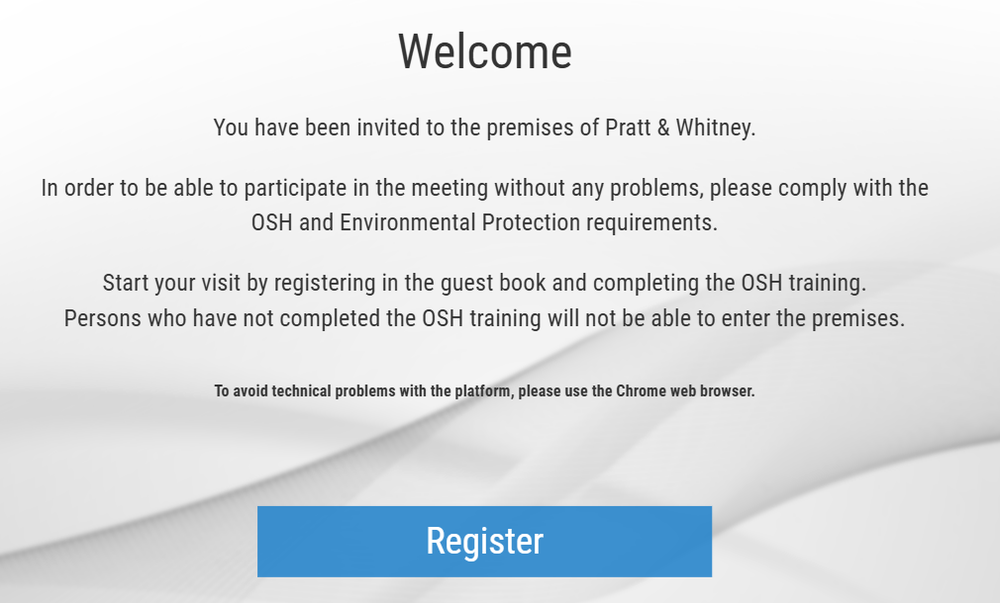 Welcome
You have been invited to the premises of Pratt & Whitney.
In order to be able to participate in the meeting without any problems, please comply with the
OSH and Environmental Protection requirements.
Start your visit by registering in the guest book and completing the OSH training.
Persons who have not completed the OSH training will not be able to enter the premises.
To avoid technical problems with the platform, please use the Chrome web browser.
Register